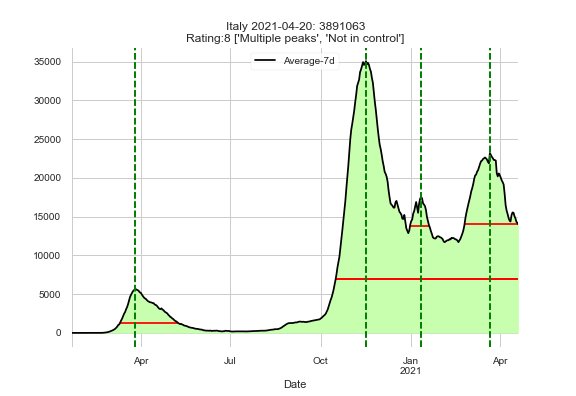 Italy 2021-04-20: 3891063
Rating:8 ['Multiple peaks', 'Not in control']
Average-7d
35000
30000
25000
20000
15000
10000
5000
0
Apr
Jul
Oct
Jan
2021
Apr
Date